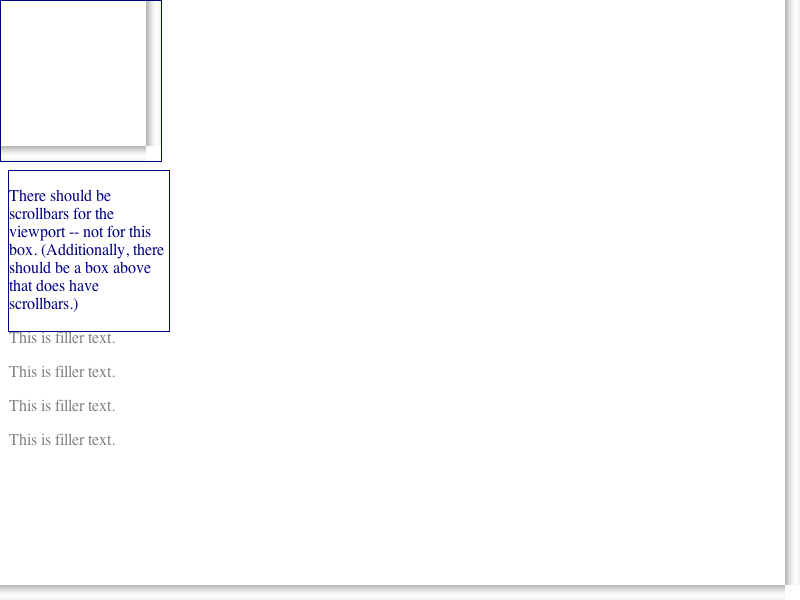 There should be
scrollbars for the
viewport -- not for this
box. (Additionally, there
should be a box above
that does have
scrollbars.)
This is filler text.
This is filler text.
This is filler text.
This is filler text.